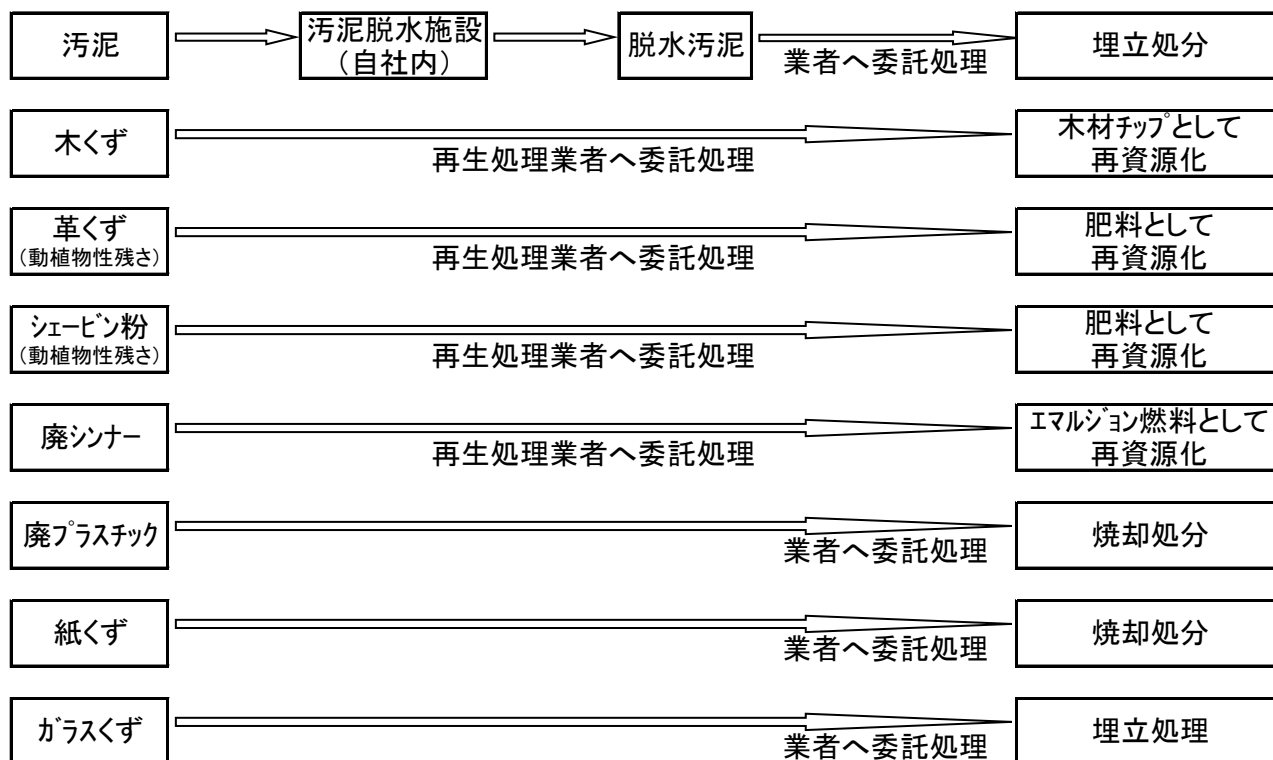 汚泥
汚泥脱水施設
（自社内）
脱水汚泥
業者へ委託処理
埋立処分
木くず
再生処理業者へ委託処理
木材ﾁｯﾌﾟとして
再資源化
革くず
（動植物性残さ）
再生処理業者へ委託処理
肥料として
再資源化
ｼｪｰﾋﾞﾝ粉
（動植物性残さ）
再生処理業者へ委託処理
肥料として
再資源化
廃ｼﾝﾅｰ
再生処理業者へ委託処理
ｴﾏﾙｼﾞｮﾝ燃料として
再資源化
廃ﾌﾟﾗｽﾁｯｸ
業者へ委託処理
焼却処分
紙くず
業者へ委託処理
焼却処分
ｶﾞﾗｽくず
業者へ委託処理
埋立処理